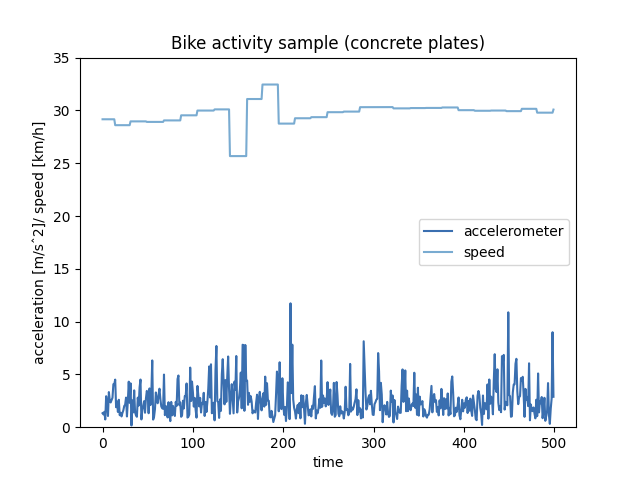 Bike activity sample (concrete plates)
acceleration [m/s^2]/ speed [km/h]
35
30
25
20
15
10
5
0
accelerometer
speed
0 100 200 300 400 500
time